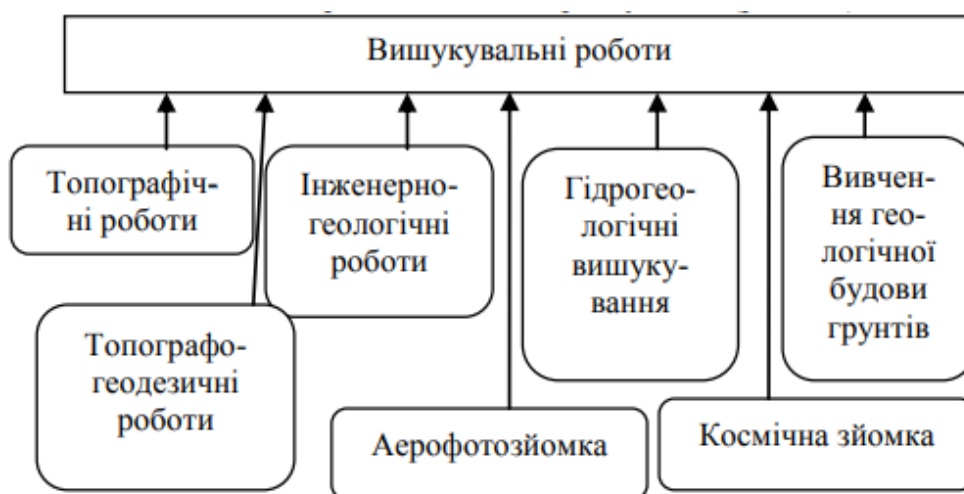 Вишукувальні роботи
Топографіч-
ні роботи
Інженерно-
геологічні
роботи
Гідрогео-
логічні
вишуку-
вання
Вивчен-
ня гео-
логічної
будови
грунтів
Топографо-
геодезичні
роботи
Аерофотозйомка
Космічна зйомка